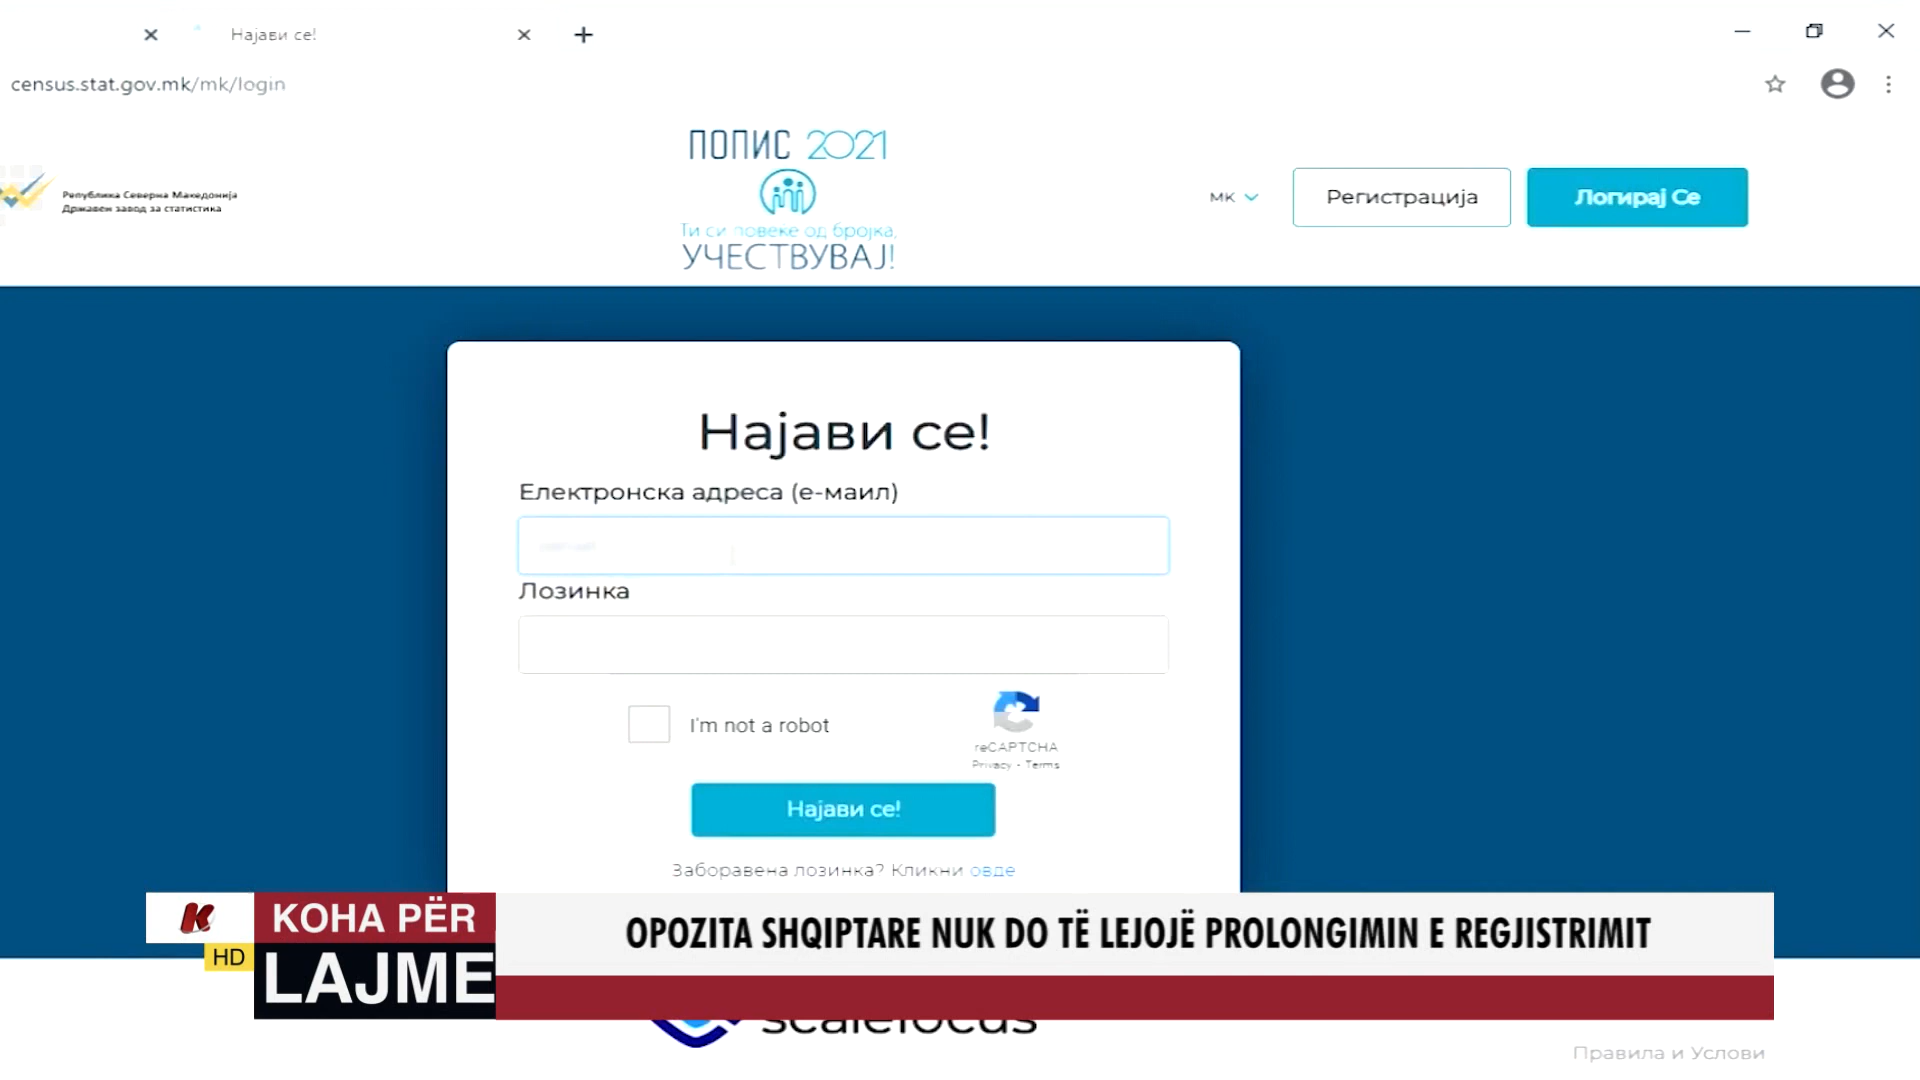 Најави се!
census.stat.gov.mk/mk/login
ПОПИС 2021
Република Северна Македонија
Државен завод за статистика
Ти си повеќе од бројка,
УЧЕСТВУВАЈ!
МК
Регистрација
Логирај Се
Најави се!
Електронска адреса (е-маил)
Лозинка
I'm not a robot
reCAPTCHA
Privacy - Terms
Најави се!
Заборавена лозинка? Кликни овде
KOHA PËR
LAJME
HD
OPOZITA SHQIPTARE NUK DO TË LEJOJË PROLONGIMIN E REGJISTRIMIT
scalefocus
Правила и Услови